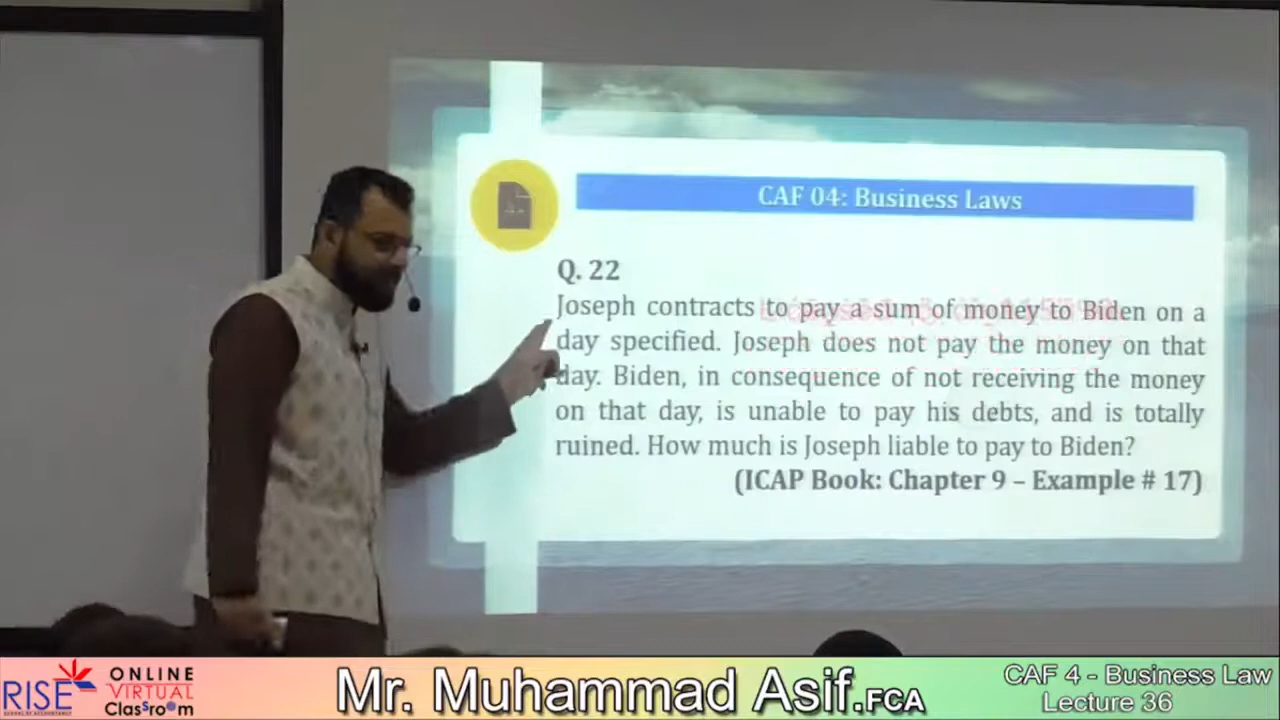 CAF 04: Business Laws
Q. 22
Joseph contracts to pay a sum of money to Biden on a
day specified. Joseph does not pay the money on that
day. Biden, in consequence of not receiving the money
on that day, is unable to pay his debts, and is totally
ruined. How much is Joseph liable to pay to Biden?
(ICAP Book: Chapter 9 – Example # 17)
RISE
ONLINE
VIRTUAL
ClasSroom
Mr. Muhammad Asif.FCA
CAF 4 - Business Law
Lecture 36